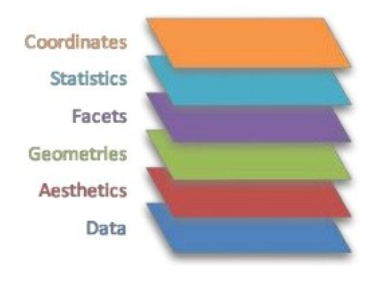 Coordinates
Statistics
Facets
Geometries
Aesthetics
Data